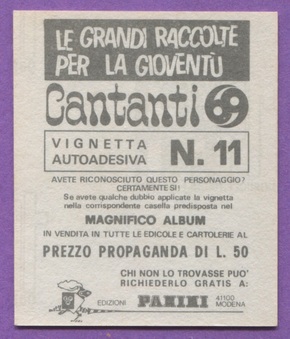 LE GRANDI RACCOLTE
PER LA GIOVENTÙ
Cantanti 69
VIGNETTA
AUTOADESIVA
N. 11
AVETE RICONOSCIUTO QUESTO PERSONAGGIO?
CERTAMENTE SI!
Se avete qualche dubbio applicate la vignetta
nella corrispondente casella predisposta nel
MAGNIFICO ALBUM
IN VENDITA IN TUTTE LE EDICOLE E CARTOLERIE AL
PREZZO PROPAGANDA DI L. 50
CHI NON LO TROVASSE PUO'
RICHIEDERLO GRATIS A:
EDIZIONI PANINI 41100 MODENA